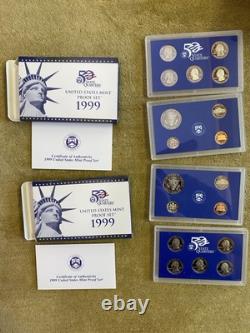 50
STATE
QUARTERS
UNITED STATES MINT
PROOF SET
1999
Certificate of Authenticity
1999 United States Mint Proof Set
50
STATE
QUARTERS
UNITED STATES MINT
PROOF SET
1999
Certificate of Authenticity
1999 United States Mint Proof Set
50
STATE
QUARTERS
50
STATE
QUARTERS